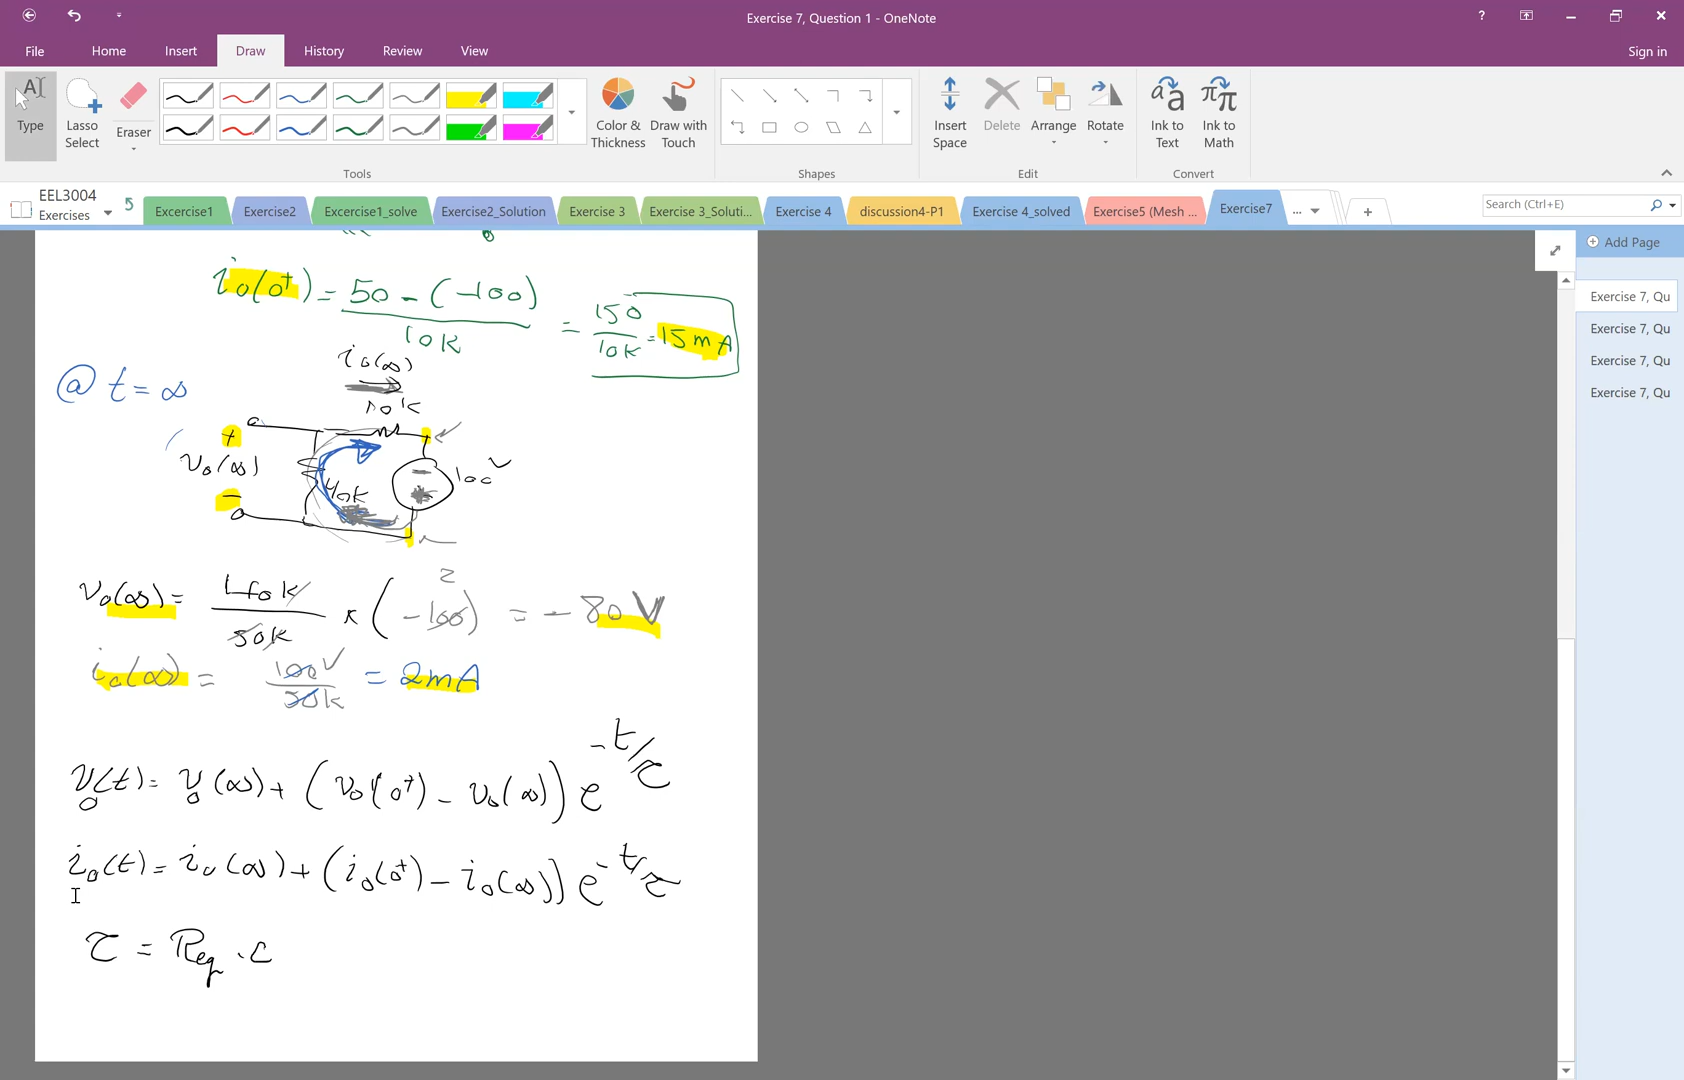 Exercise 7, Question 1 - OneNote
?
File Home Insert Draw History Review View
Sign in
Type
Lasso Select
Eraser
Color & Thickness
Draw with Touch
Insert Space
Delete
Arrange
Rotate
Ink to Text
Ink to Math
Tools Shapes Edit Convert
EEL3004
Exercises
Excercise1 Exercise2 Excercise1_solve Exercise2_Solution Exercise 3 Exercise 3_Soluti... Exercise 4 discussion4-P1 Exercise 4_solved Exercise5 (Mesh ... Exercise7 ...
Search (Ctrl+E)
Add Page
Exercise 7, Qu
Exercise 7, Qu
Exercise 7, Qu
Exercise 7, Qu
i₀(0⁺) = 50 - (-100) / 10k = 150 / 10k = 15mA
@ t = ∞
i₀(∞)
10k
+
v₀(∞)
40k
100V
-
v₀(∞) = 40k / 50k × (-100) = -80V
2
i₀(∞) = 100V / 50k = 2mA
v₀(t) = v₀(∞) + (v₀(0⁺) - v₀(∞)) e^-t/τ
i₀(t) = i₀(∞) + (i₀(0⁺) - i₀(∞)) e^-t/τ
τ = Req . C